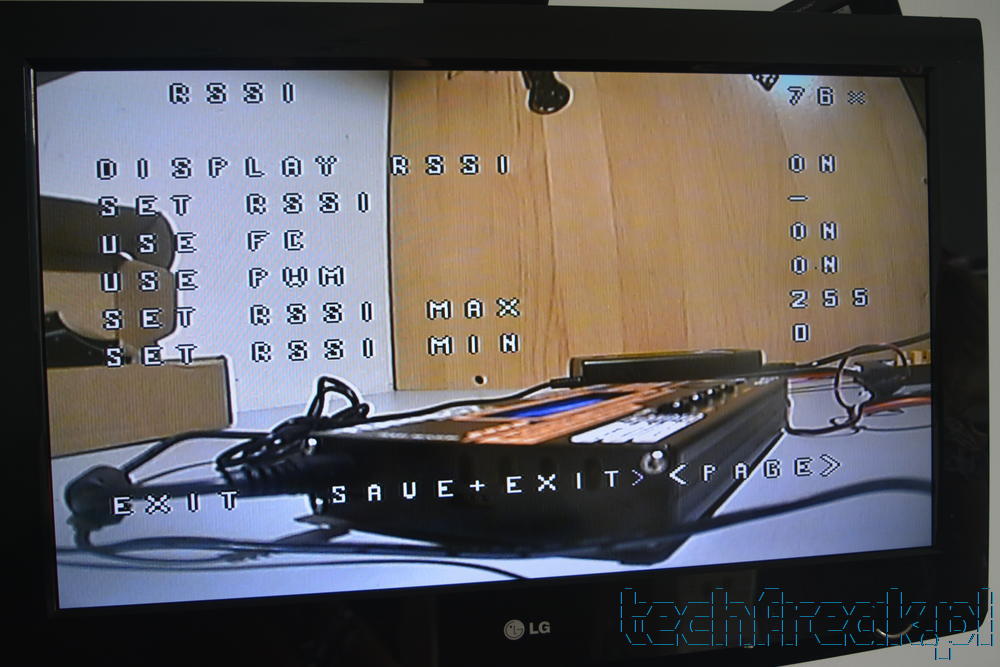 RSSI 76%
DISPLAY RSSI ON
SET RSSI -
USE FC ON
USE PWM ON
SET RSSI MAX 255
SET RSSI MIN 0
EXIT SAVE+EXIT> <PAGE>
LG
techfreak.pl